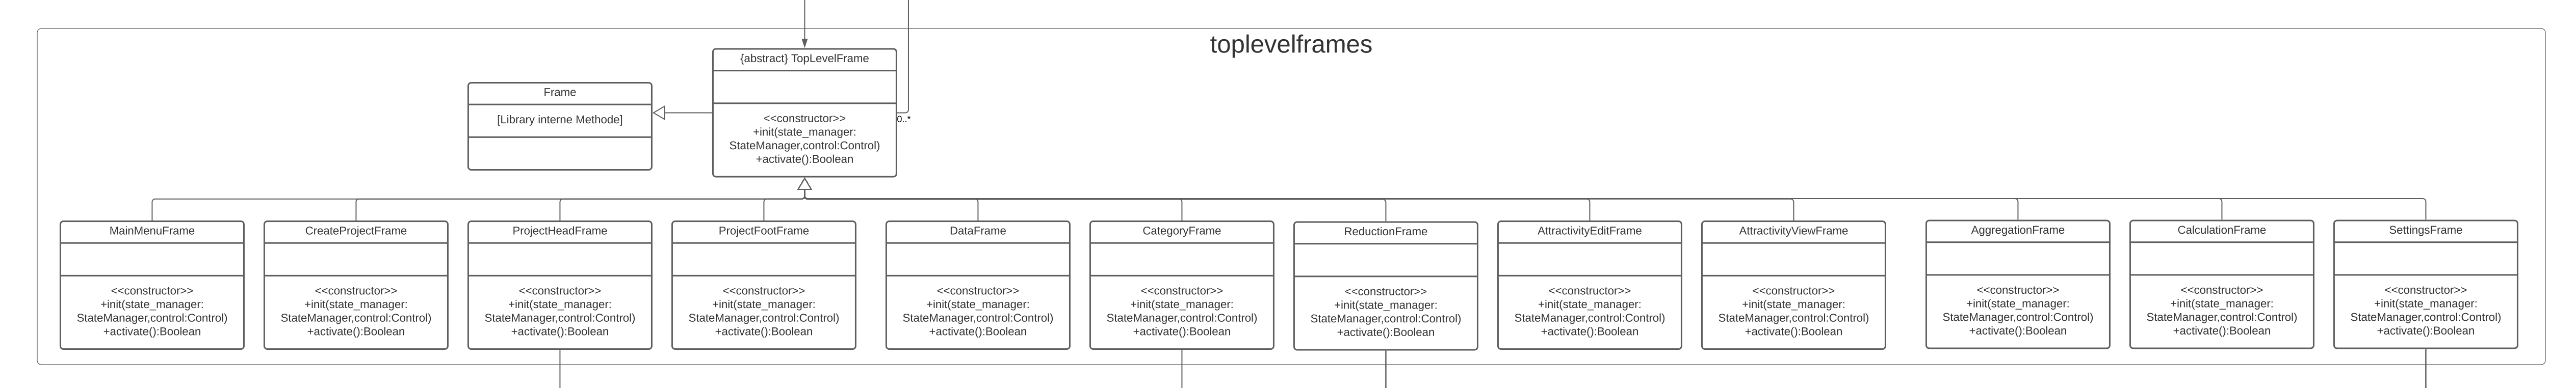 toplevelframes
{abstract} TopLevelFrame
<<constructor>>
+init(state_manager:
StateManager,control:Control)
+activate():Boolean
0..*
Frame
[Library interne Methode]
MainMenuFrame
<<constructor>>
+init(state_manager:
StateManager,control:Control)
+activate():Boolean
CreateProjectFrame
<<constructor>>
+init(state_manager:
StateManager,control:Control)
+activate():Boolean
ProjectHeadFrame
<<constructor>>
+init(state_manager:
StateManager,control:Control)
+activate():Boolean
ProjectFootFrame
<<constructor>>
+init(state_manager:
StateManager,control:Control)
+activate():Boolean
DataFrame
<<constructor>>
+init(state_manager:
StateManager,control:Control)
+activate():Boolean
CategoryFrame
<<constructor>>
+init(state_manager:
StateManager,control:Control)
+activate():Boolean
ReductionFrame
<<constructor>>
+init(state_manager:
StateManager,control:Control)
+activate():Boolean
AttractivityEditFrame
<<constructor>>
+init(state_manager:
StateManager,control:Control)
+activate():Boolean
AttractivityViewFrame
<<constructor>>
+init(state_manager:
StateManager,control:Control)
+activate():Boolean
AggregationFrame
<<constructor>>
+init(state_manager:
StateManager,control:Control)
+activate():Boolean
CalculationFrame
<<constructor>>
+init(state_manager:
StateManager,control:Control)
+activate():Boolean
SettingsFrame
<<constructor>>
+init(state_manager:
StateManager,control:Control)
+activate():Boolean